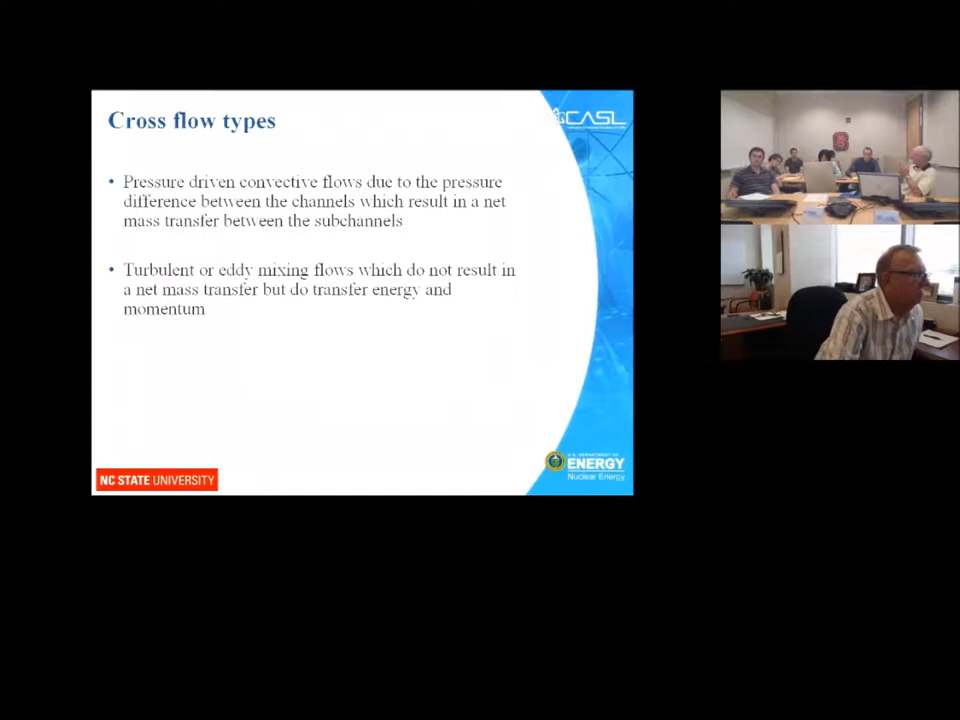 Cross flow types
CASL
• Pressure driven convective flows due to the pressure
difference between the channels which result in a net
mass transfer between the subchannels
• Turbulent or eddy mixing flows which do not result in
a net mass transfer but do transfer energy and
momentum
NC STATE UNIVERSITY
U.S. DEPARTMENT OF
ENERGY
Nuclear Energy